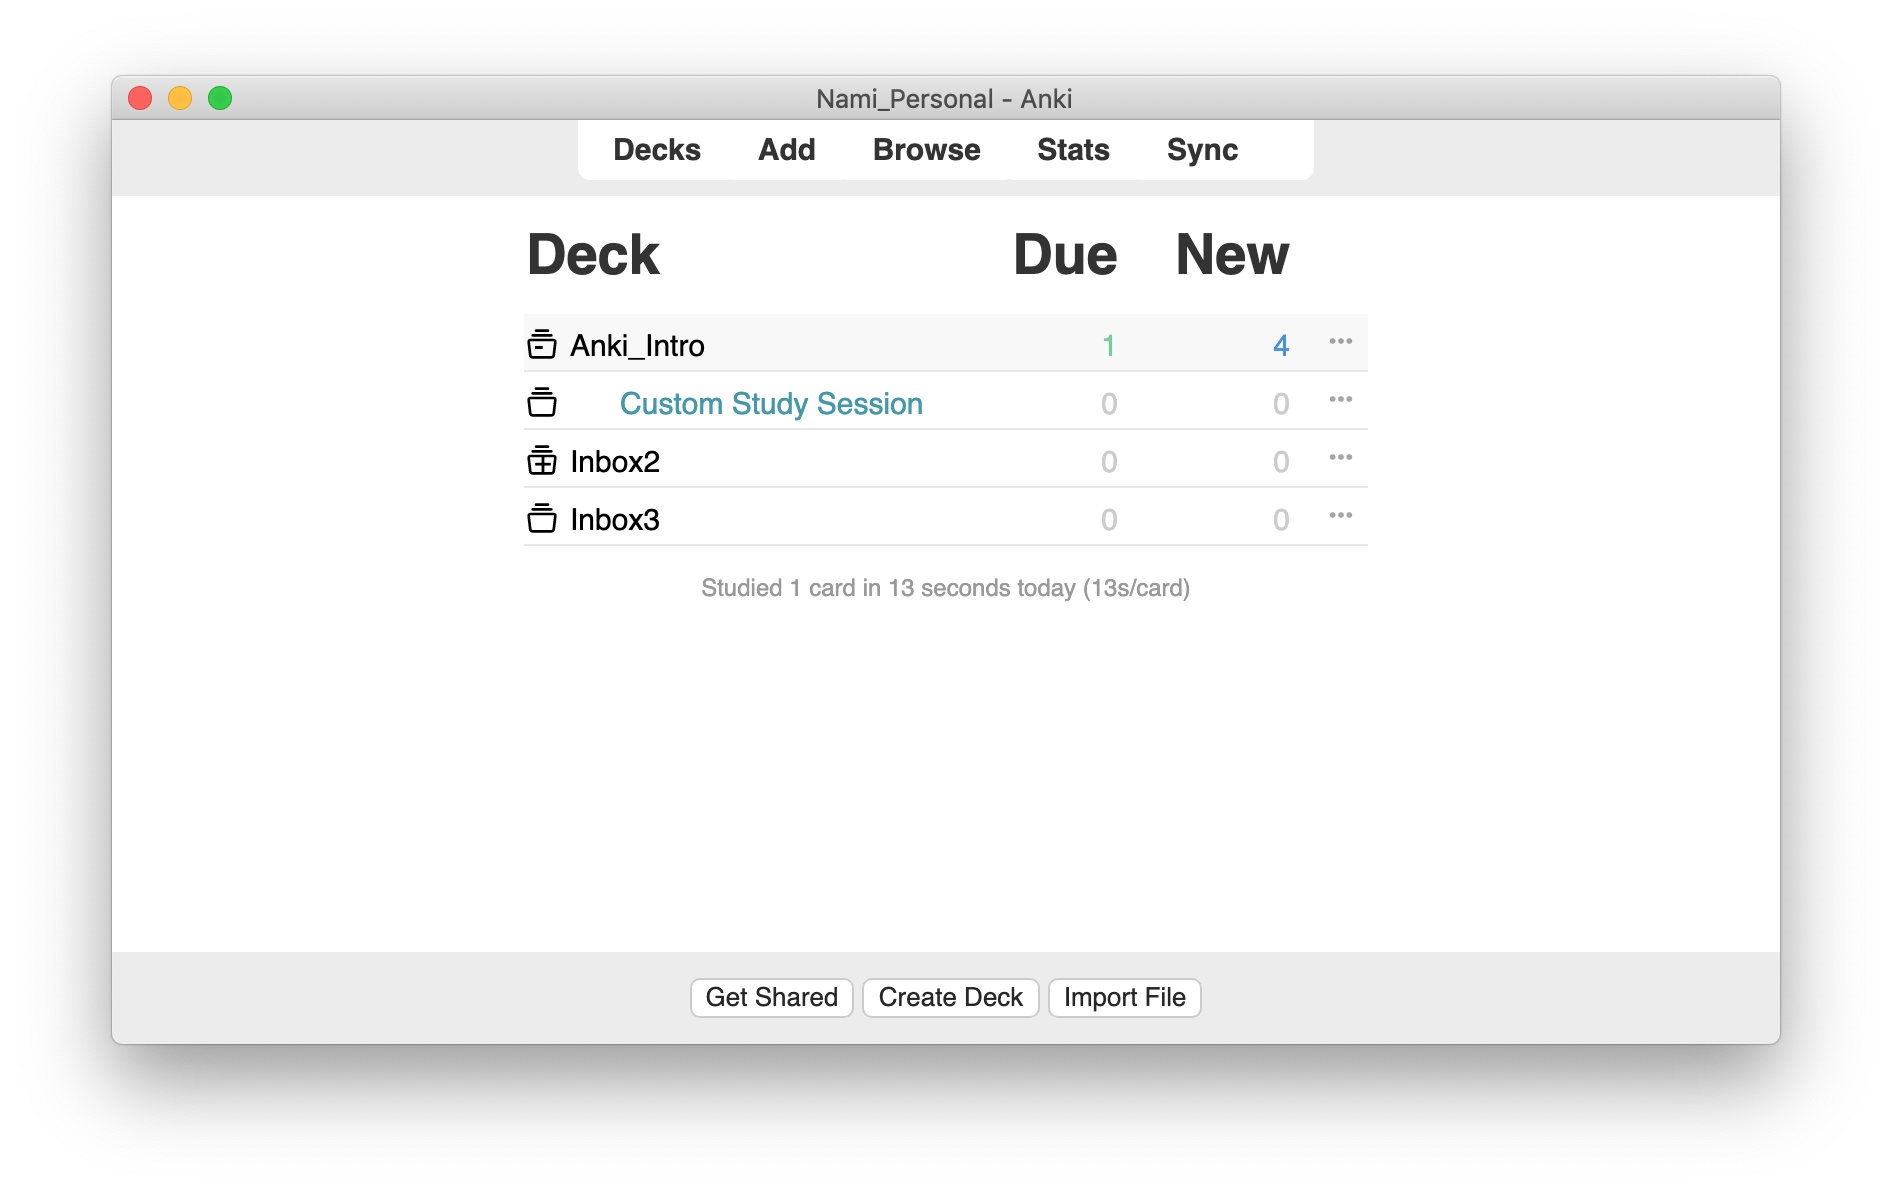 Nami_Personal - Anki
Decks Add Browse Stats Sync
Deck Due New
Anki_Intro 1 4 •••
Custom Study Session 0 0 •••
Inbox2 0 0 •••
Inbox3 0 0 •••
Studied 1 card in 13 seconds today (13s/card)
Get Shared Create Deck Import File